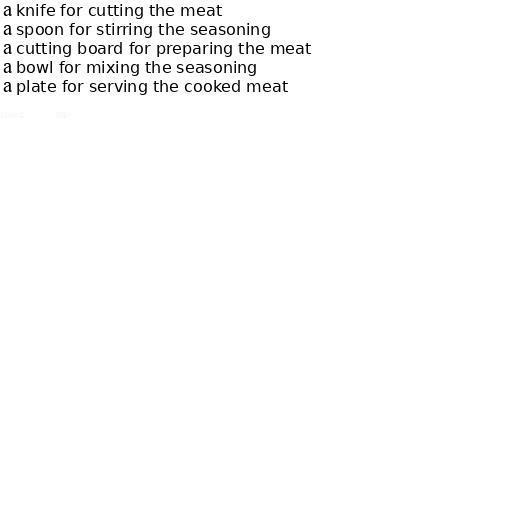 a knife for cutting the meat
a spoon for stirring the seasoning
a cutting board for preparing the meat
a bowl for mixing the seasoning
a plate for serving the cooked meat